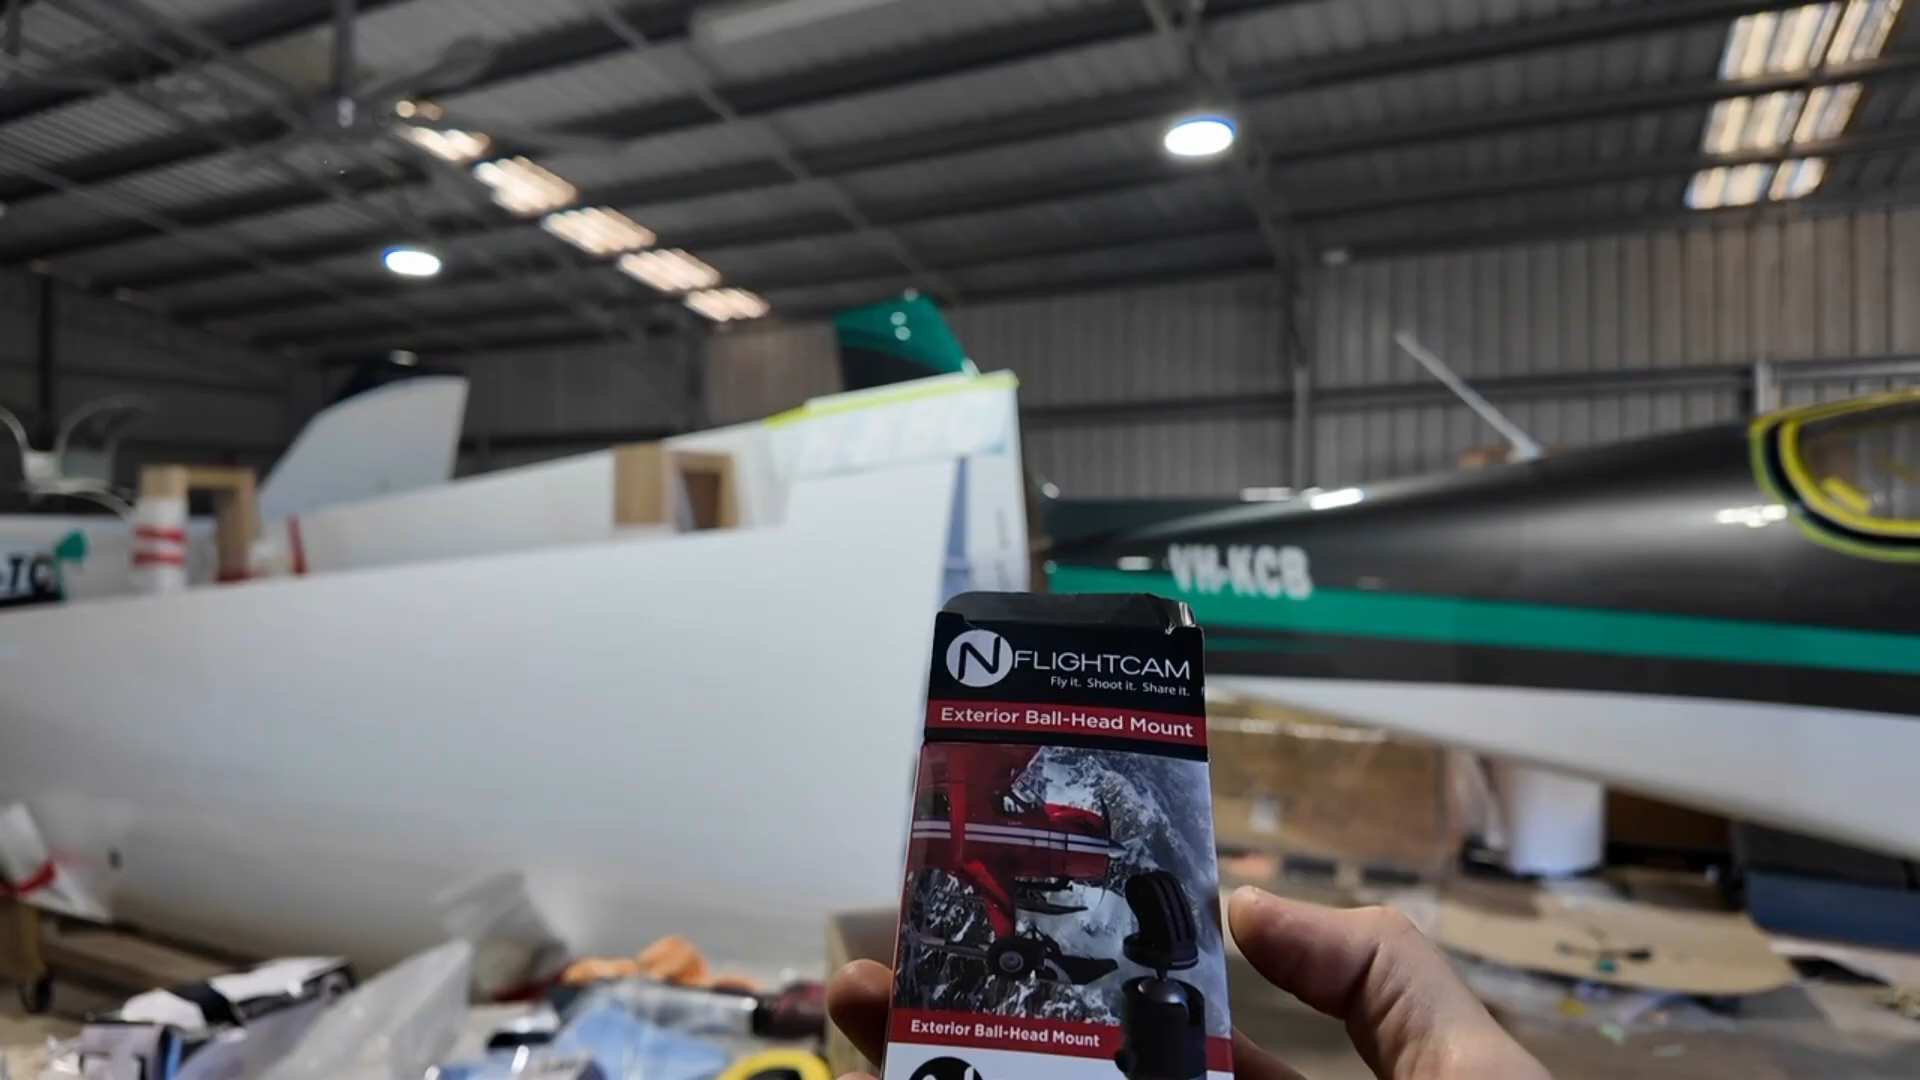 VH-KCB
N FLIGHTCAM
Fly it. Shoot it. Share it.
Exterior Ball-Head Mount
Exterior Ball-Head Mount